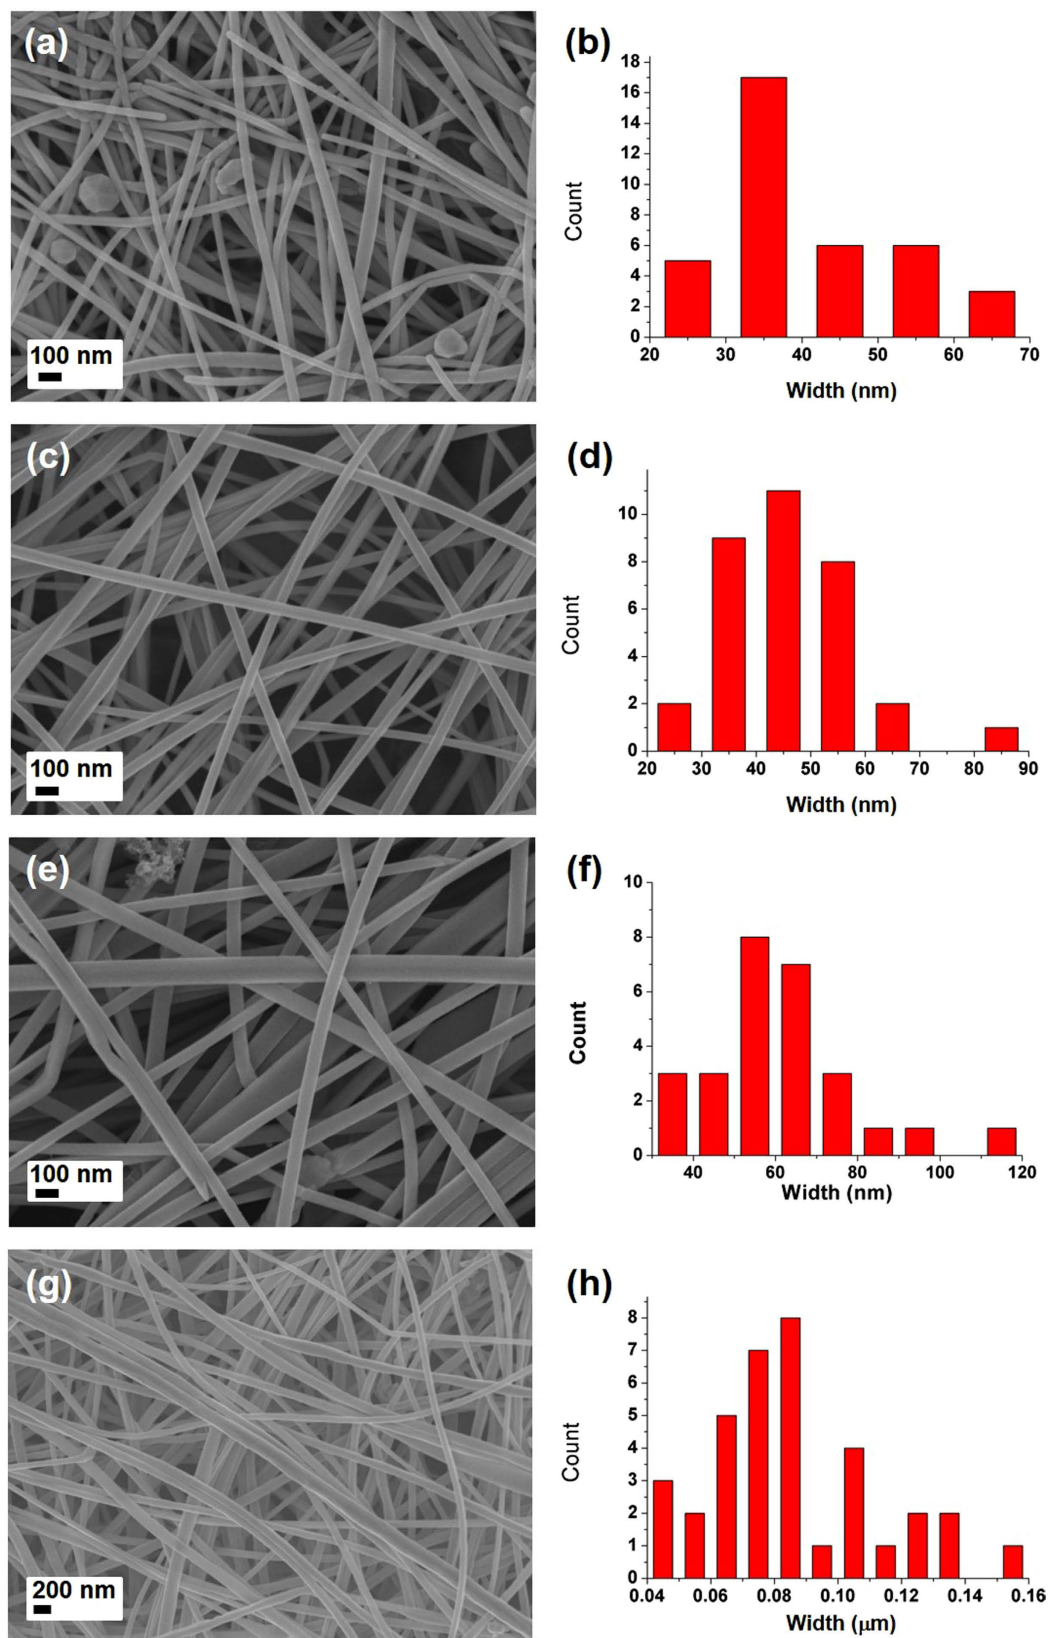 (a)
100 nm
(b)
18
16
14
12
10
8
6
4
2
0
Count
20 30 40 50 60 70
Width (nm)
(c)
100 nm
(d)
10
8
6
4
2
0
Count
20 30 40 50 60 70 80 90
Width (nm)
(e)
100 nm
(f)
10
8
6
4
2
0
Count
40 60 80 100 120
Width (nm)
(g)
200 nm
(h)
8
7
6
5
4
3
2
1
0
Count
0.04 0.06 0.08 0.10 0.12 0.14 0.16
Width (μm)